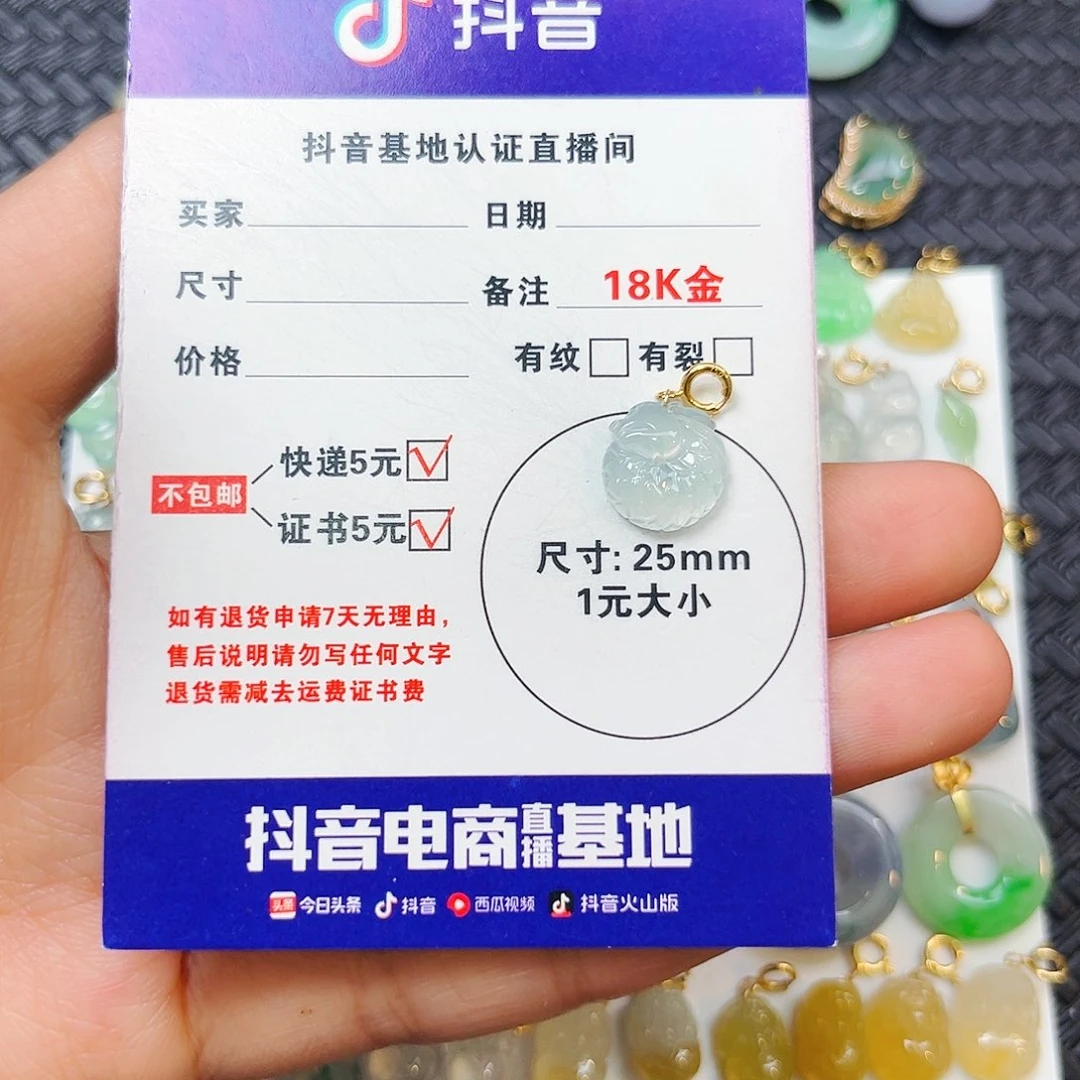 抖音
抖音基地认证直播间
买家 日期
尺寸 备注 18K金
价格 有纹 有裂
快递5元
不包邮
证书5元
尺寸: 25mm
1元大小
如有退货申请7天无理由,
售后说明请勿写任何文字
退货需减去运费证书费
抖音电商直播基地
头条 今日头条 抖音 西瓜视频 抖音火山版